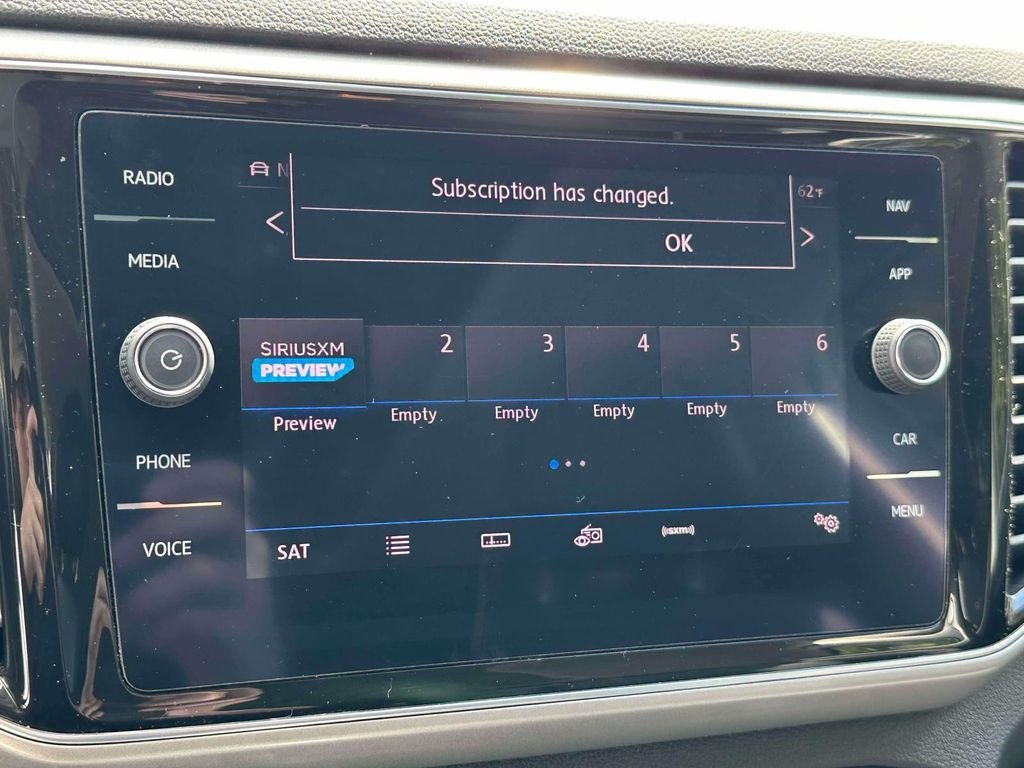 RADIO
MEDIA
PHONE
VOICE
N
Subscription has changed.
OK
62°F
<
>
SIRIUSXM
PREVIEW
Preview
2
Empty
3
Empty
4
Empty
5
Empty
6
Empty
SAT
((sxm))
NAV
APP
CAR
MENU